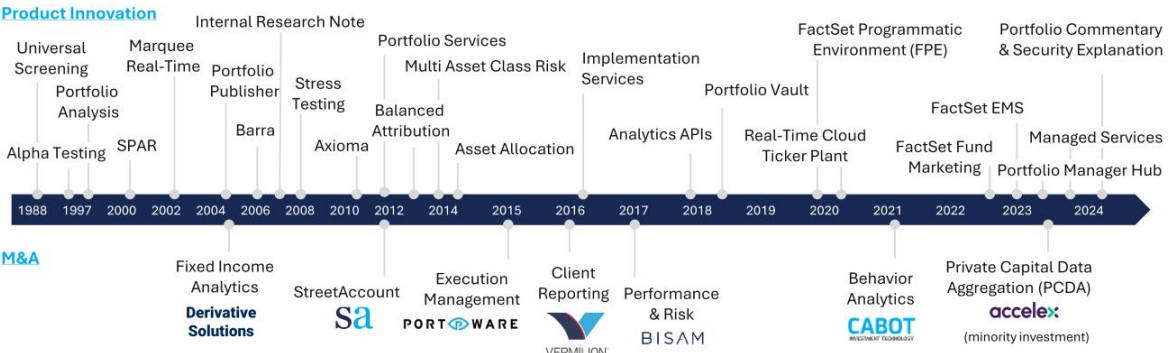 Product Innovation
Internal Research Note
Universal
Screening
Marquee
Real-Time
Portfolio Services
FactSet Programmatic
Environment (FPE)
Portfolio Commentary
& Security Explanation
Portfolio
Analysis
Portfolio
Publisher
Stress
Testing
Multi Asset Class Risk
Implementation
Services
Portfolio Vault
Alpha Testing
SPAR
Barra
Axioma
Balanced
Attribution
Asset Allocation
Analytics APIs
Real-Time Cloud
Ticker Plant
FactSet Fund
Marketing
FactSet EMS
Managed Services
Portfolio Manager Hub
1988 1997 2000 2002 2004 2006 2008 2010 2012 2014 2015 2016 2017 2018 2019 2020 2021 2022 2023 2024
M&A
Fixed Income
Analytics
Derivative
Solutions
StreetAccount
sa
Execution
Management
PORTWARE
Client
Reporting
VERMILION
Performance
& Risk
BISAM
Behavior
Analytics
CABOT
INVESTMENT TECHNOLOGY
Private Capital Data
Aggregation (PCDA)
accelex
(minority investment)